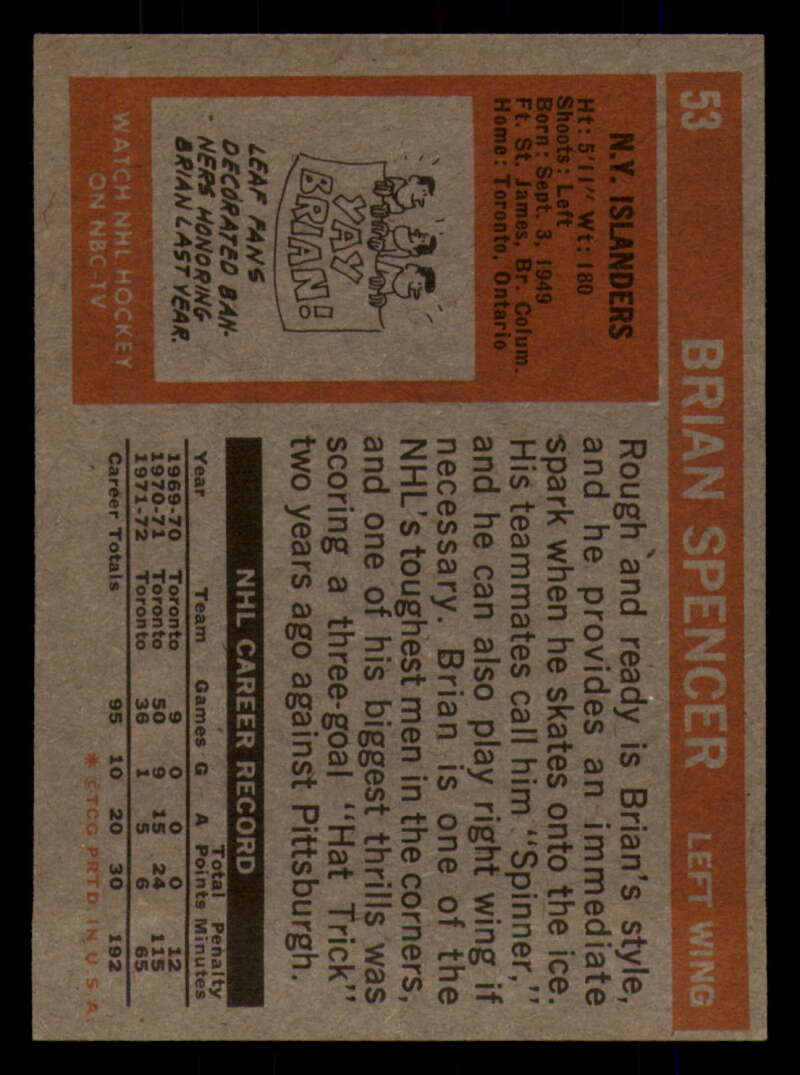 53 BRIAN SPENCER LEFT WING
N.Y. ISLANDERS
Ht: 5'11" Wt: 180
Shoots: Left
Born: Sept. 3, 1949
Ft. St. James, Br. Colum.
Home: Toronto, Ontario
YAY
BRIAN!
LEAF FANS
DECORATED BAN-
NERS HONORING
BRIAN LAST YEAR.
WATCH NHL HOCKEY
ON NBC-TV
Rough and ready is Brian's style,
and he provides an immediate
spark when he skates onto the ice.
His teammates call him "Spinner,"
and he can also play right wing if
necessary. Brian is one of the
NHL's toughest men in the corners,
and one of his biggest thrills was
scoring a three-goal "Hat Trick"
two years ago against Pittsburgh.
NHL CAREER RECORD
Total Penalty
Year Team Games G A Points Minutes
1969-70 Toronto 9 0 0 0 12
1970-71 Toronto 50 9 15 24 115
1971-72 Toronto 36 1 5 6 65
Career Totals 95 10 20 30 192
* © T.C.G. PRTD. IN U.S.A.